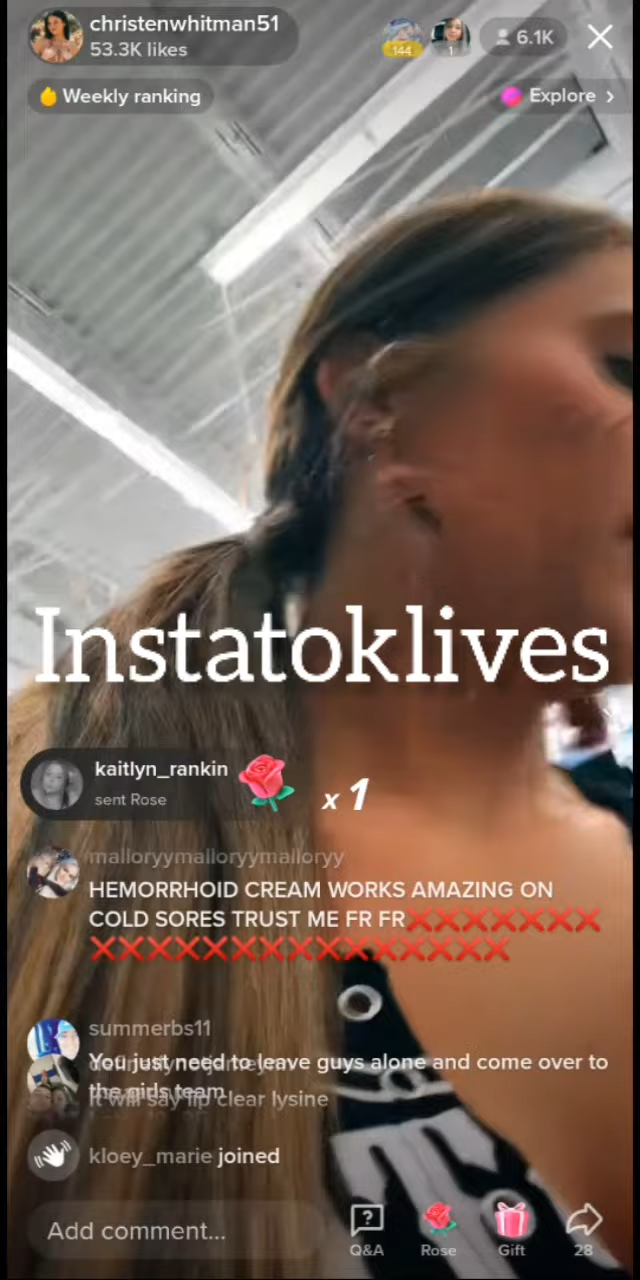 christenwhitman51
53.3K likes
144
1
6.1K
Weekly ranking
Explore >
Instatoklives
kaitlyn_rankin
sent Rose
x 1
malloryymalloryymalloryy
HEMORRHOID CREAM WORKS AMAZING ON
COLD SORES TRUST ME FR FR❌❌❌❌❌❌❌
❌❌❌❌❌❌❌❌❌❌❌❌❌❌❌
summerbs11
You just need to leave guys alone and come over to
the girls team
It will say lip clear lysine
kloey_marie joined
Add comment...
Q&A
Rose
Gift
28